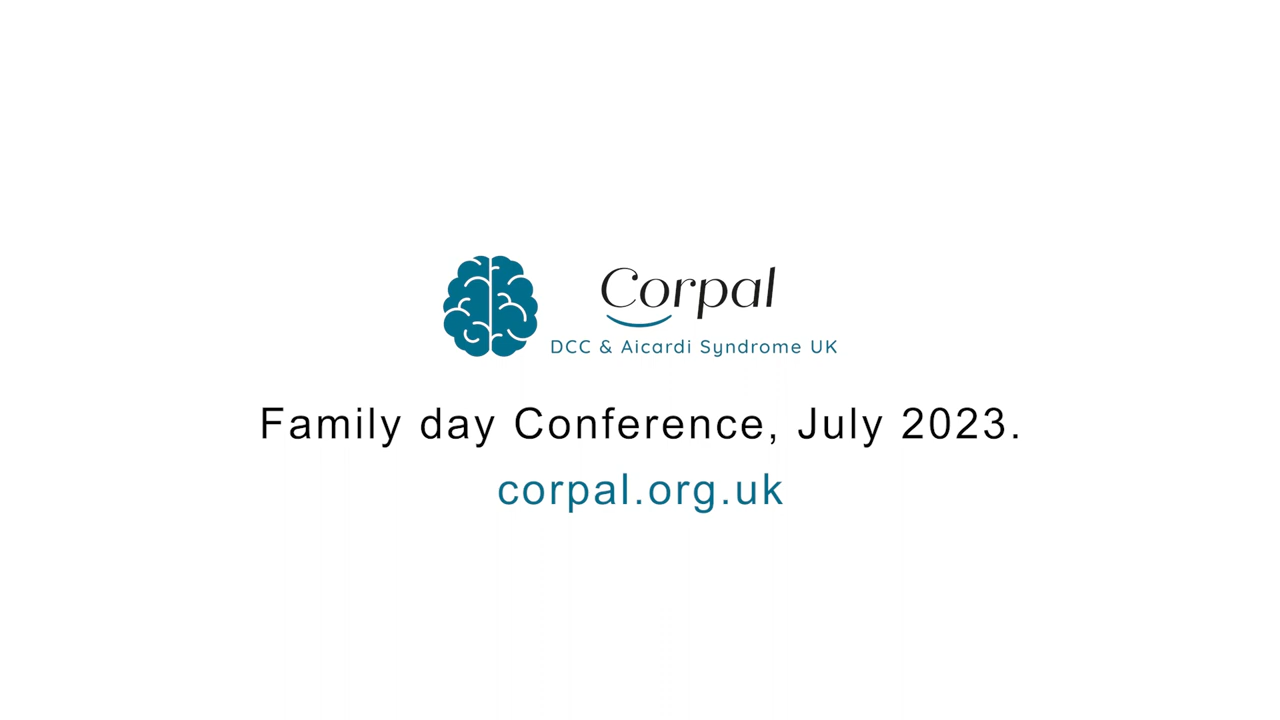 Corpal
DCC & Aicardi Syndrome UK
Family day Conference, July 2023.
corpal.org.uk